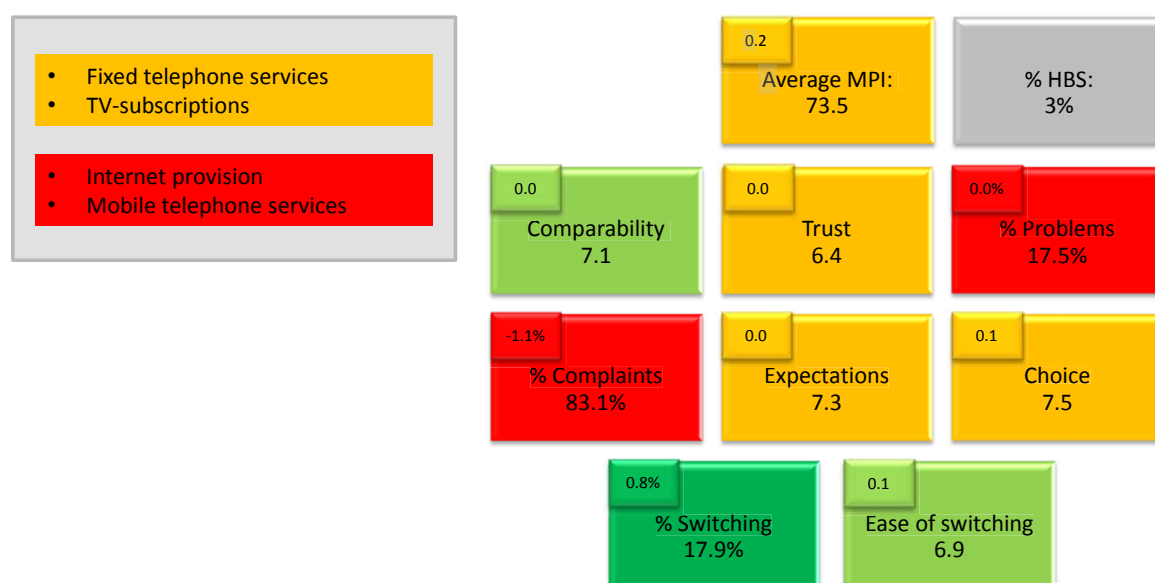 • Fixed telephone services
• TV-subscriptions
• Internet provision
• Mobile telephone services
0.2
Average MPI:
73.5
% HBS:
3%
0.0
Comparability
7.1
0.0
Trust
6.4
0.0%
% Problems
17.5%
-1.1%
% Complaints
83.1%
0.0
Expectations
7.3
0.1
Choice
7.5
0.8%
% Switching
17.9%
0.1
Ease of switching
6.9